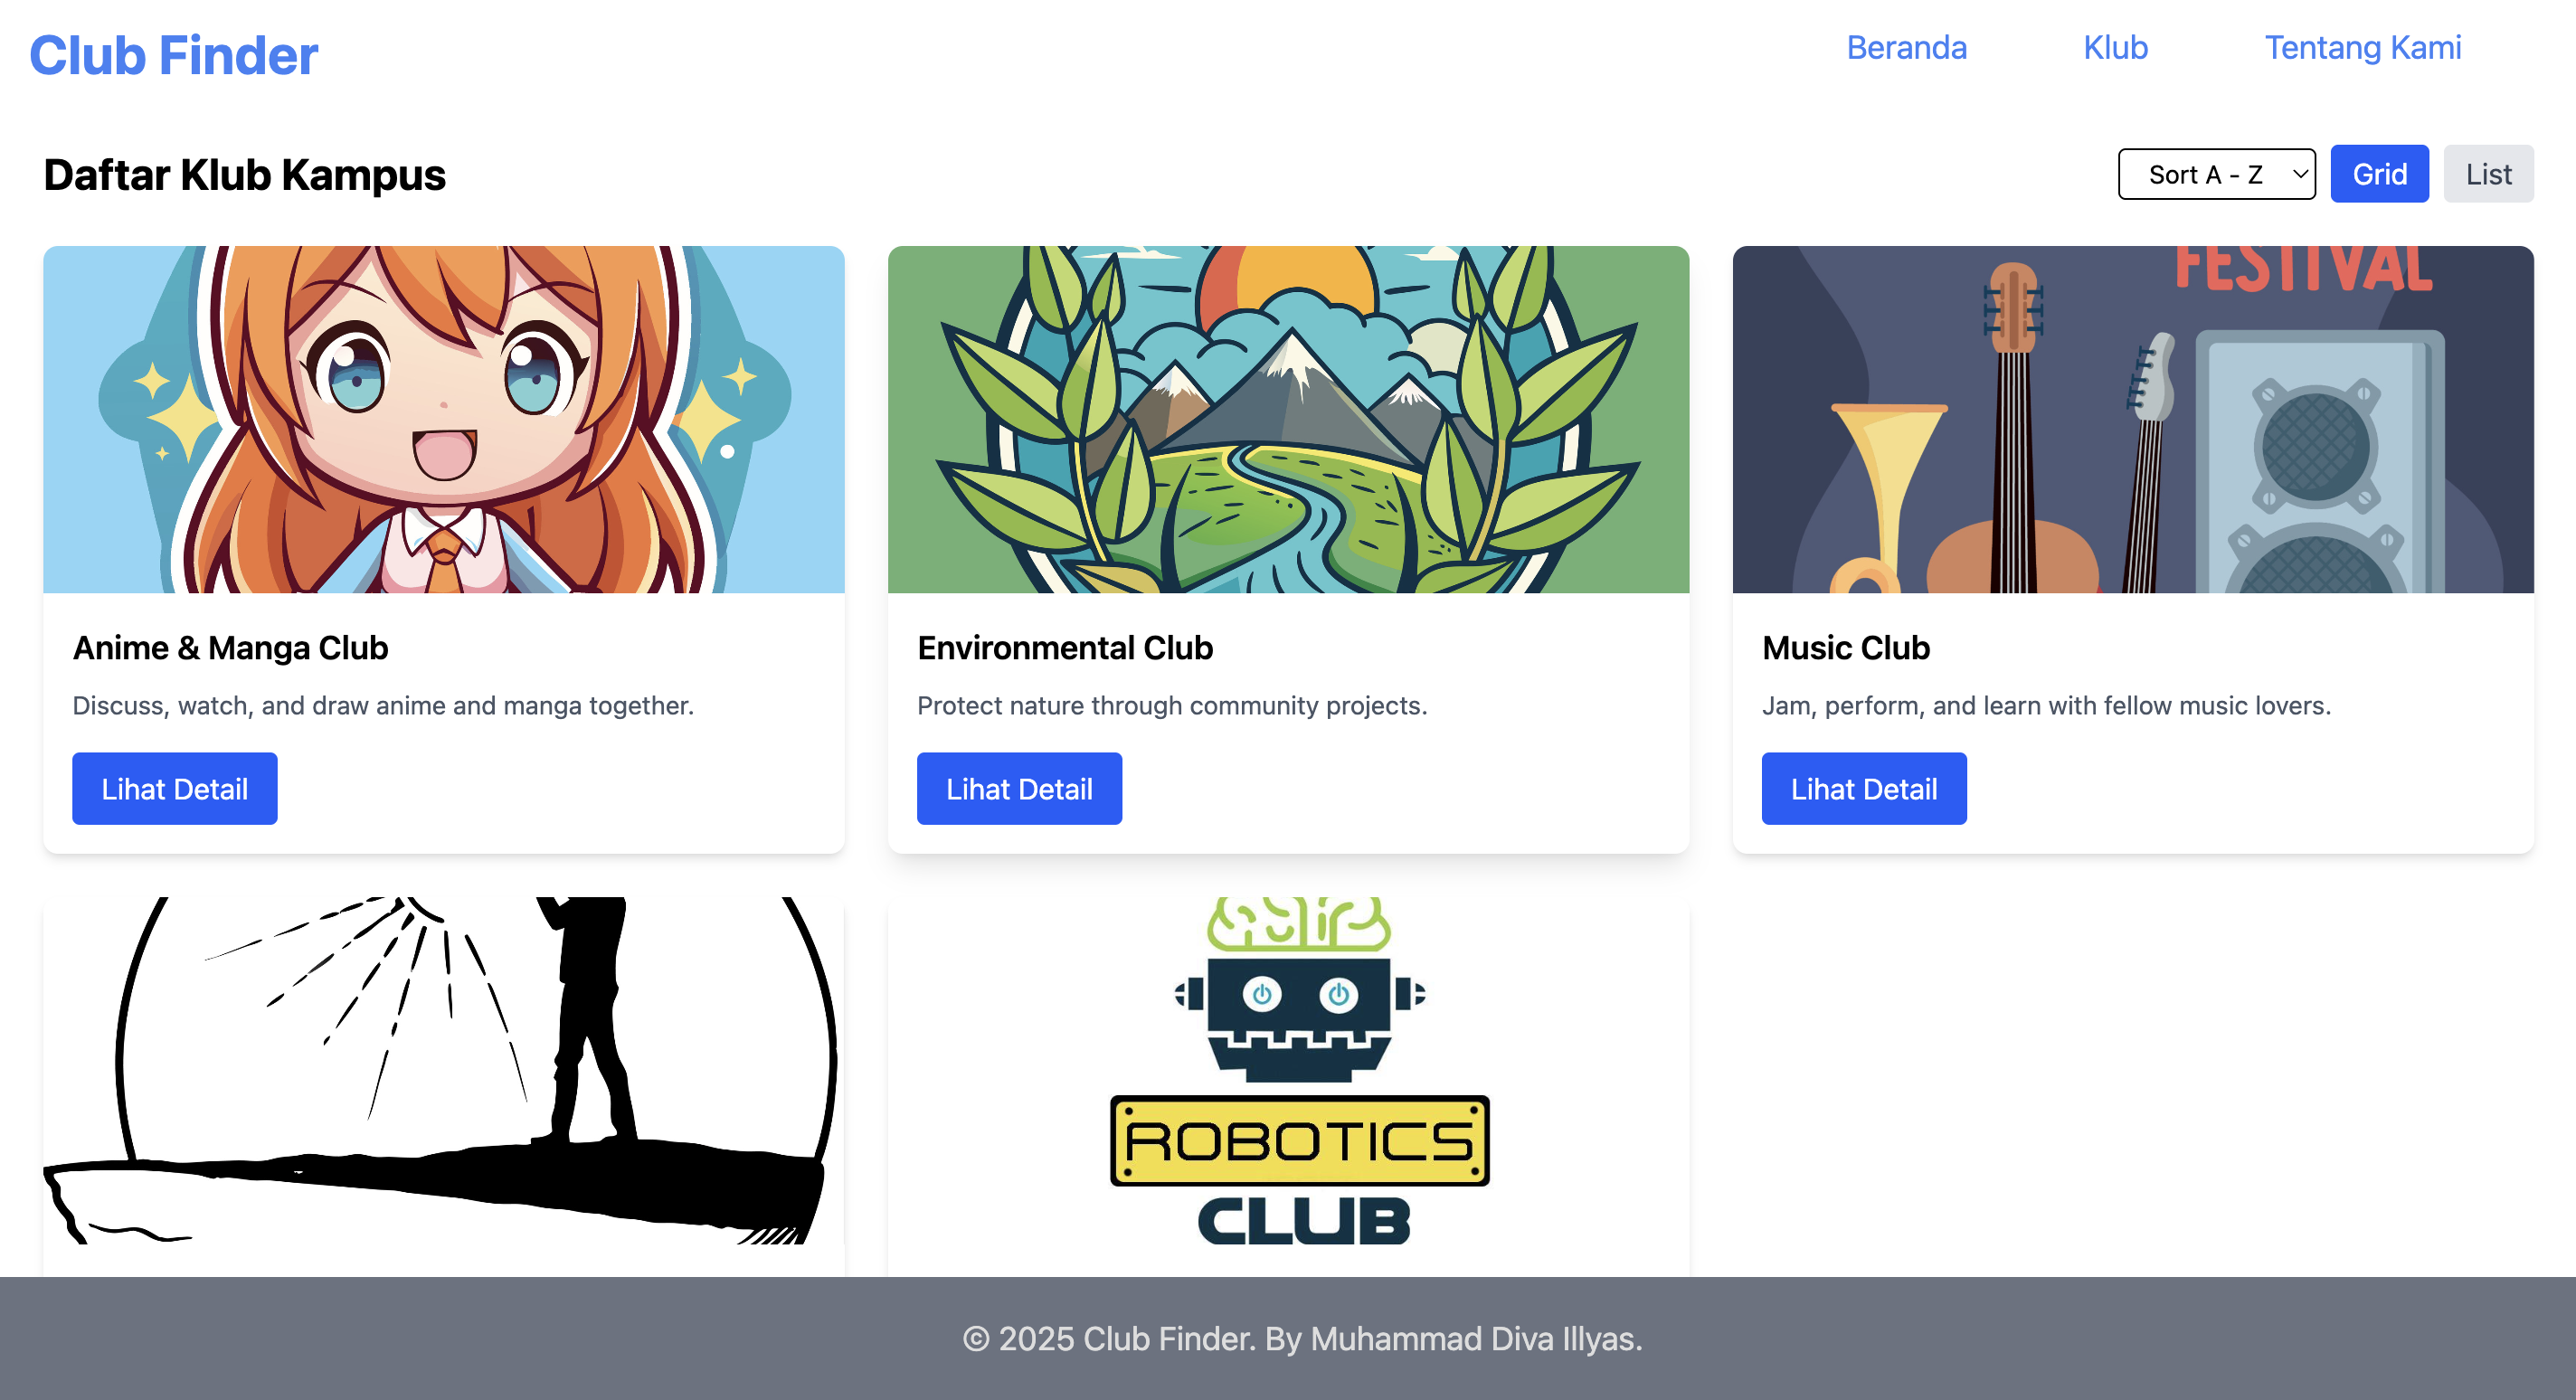 Club Finder
Beranda Klub Tentang Kami
Daftar Klub Kampus
Sort A - Z Grid List
FESTIVAL
Anime & Manga Club
Discuss, watch, and draw anime and manga together.
Lihat Detail
Environmental Club
Protect nature through community projects.
Lihat Detail
Music Club
Jam, perform, and learn with fellow music lovers.
Lihat Detail
ROBOTICS
CLUB
© 2025 Club Finder. By Muhammad Diva Illyas.